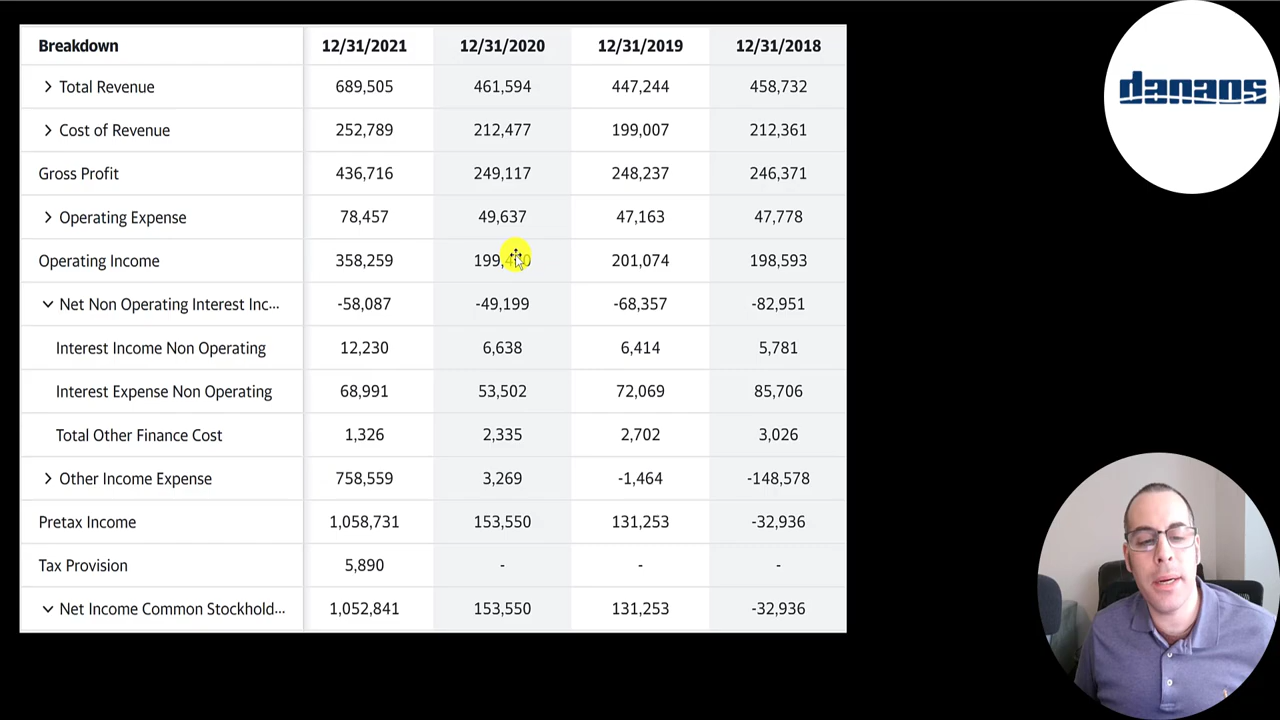 Breakdown 12/31/2021 12/31/2020 12/31/2019 12/31/2018
Total Revenue 689,505 461,594 447,244 458,732
Cost of Revenue 252,789 212,477 199,007 212,361
Gross Profit 436,716 249,117 248,237 246,371
Operating Expense 78,457 49,637 47,163 47,778
Operating Income 358,259 201,074 198,593
Net Non Operating Interest Inc... -58,087 -49,199 -68,357 -82,951
Interest Income Non Operating 12,230 6,638 6,414 5,781
Interest Expense Non Operating 68,991 53,502 72,069 85,706
Total Other Finance Cost 1,326 2,335 2,702 3,026
Other Income Expense 758,559 3,269 -1,464 -148,578
Pretax Income 1,058,731 153,550 131,253 -32,936
Tax Provision 5,890 - - -
Net Income Common Stockhold... 1,052,841 153,550 131,253 -32,936
danaos